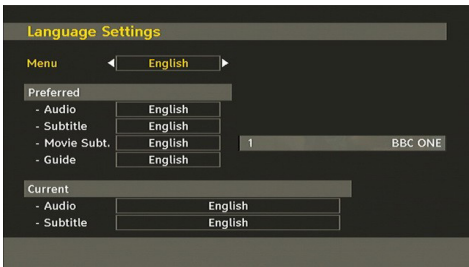 Language Settings
Menu English
Preferred
- Audio English
- Subtitle English
- Movie Subt. English 1 BBC ONE
- Guide English
Current
- Audio English
- Subtitle English